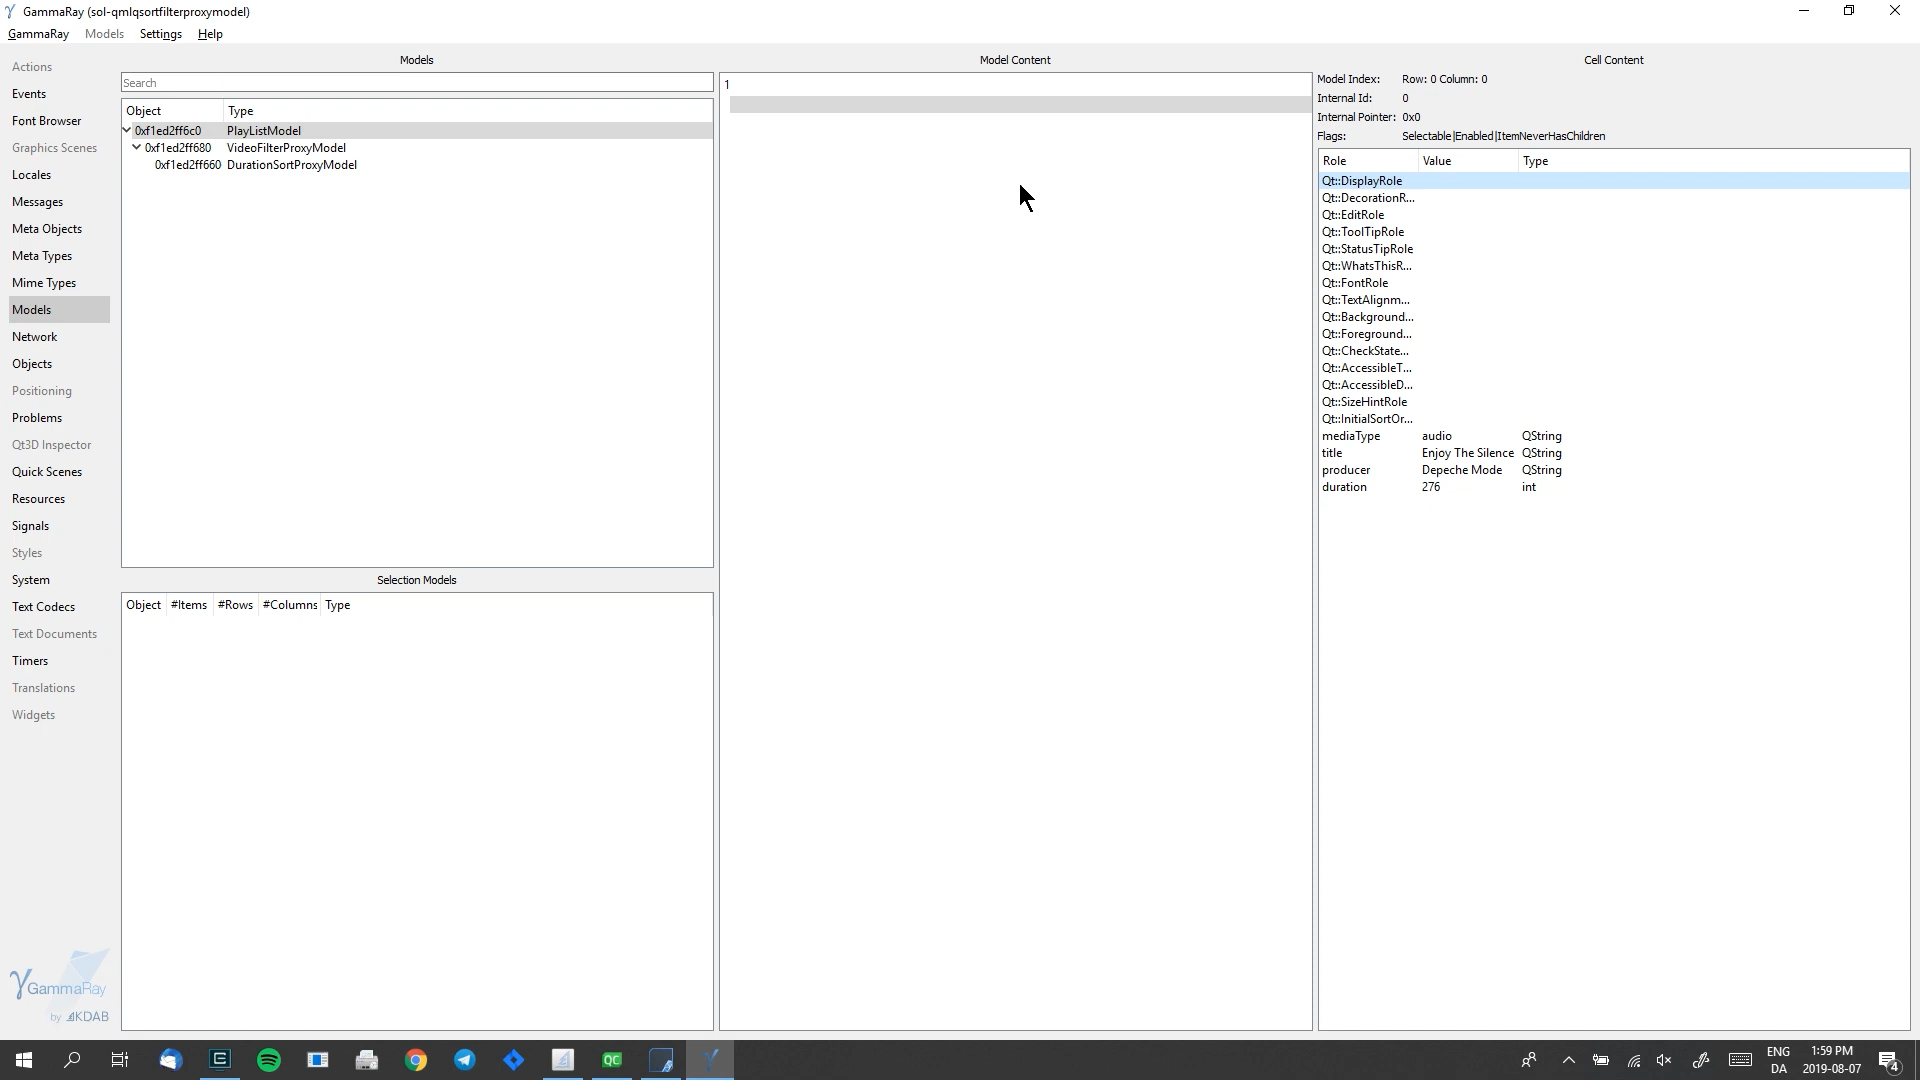 GammaRay (sol-qmlqsortfilterproxymodel)
GammaRay Models Settings Help
Actions
Events
Font Browser
Graphics Scenes
Locales
Messages
Meta Objects
Meta Types
Mime Types
Models
Network
Objects
Positioning
Problems
Qt3D Inspector
Quick Scenes
Resources
Signals
Styles
System
Text Codecs
Text Documents
Timers
Translations
Widgets
GammaRay
by KDAB
Models
Search
Object Type
0xf1ed2ff6c0 PlayListModel
0xf1ed2ff680 VideoFilterProxyModel
0xf1ed2ff660 DurationSortProxyModel
Selection Models
Object #Items #Rows #Columns Type
Model Content
1
Cell Content
Model Index: Row: 0 Column: 0
Internal Id: 0
Internal Pointer: 0x0
Flags: Selectable|Enabled|ItemNeverHasChildren
Role Value Type
Qt::DisplayRole
Qt::DecorationR...
Qt::EditRole
Qt::ToolTipRole
Qt::StatusTipRole
Qt::WhatsThisR...
Qt::FontRole
Qt::TextAlignm...
Qt::Background...
Qt::Foreground...
Qt::CheckState...
Qt::AccessibleT...
Qt::AccessibleD...
Qt::SizeHintRole
Qt::InitialSortOr...
mediaType audio QString
title Enjoy The Silence QString
producer Depeche Mode QString
duration 276 int
QC
ENG
DA
1:59 PM
2019-08-07
4